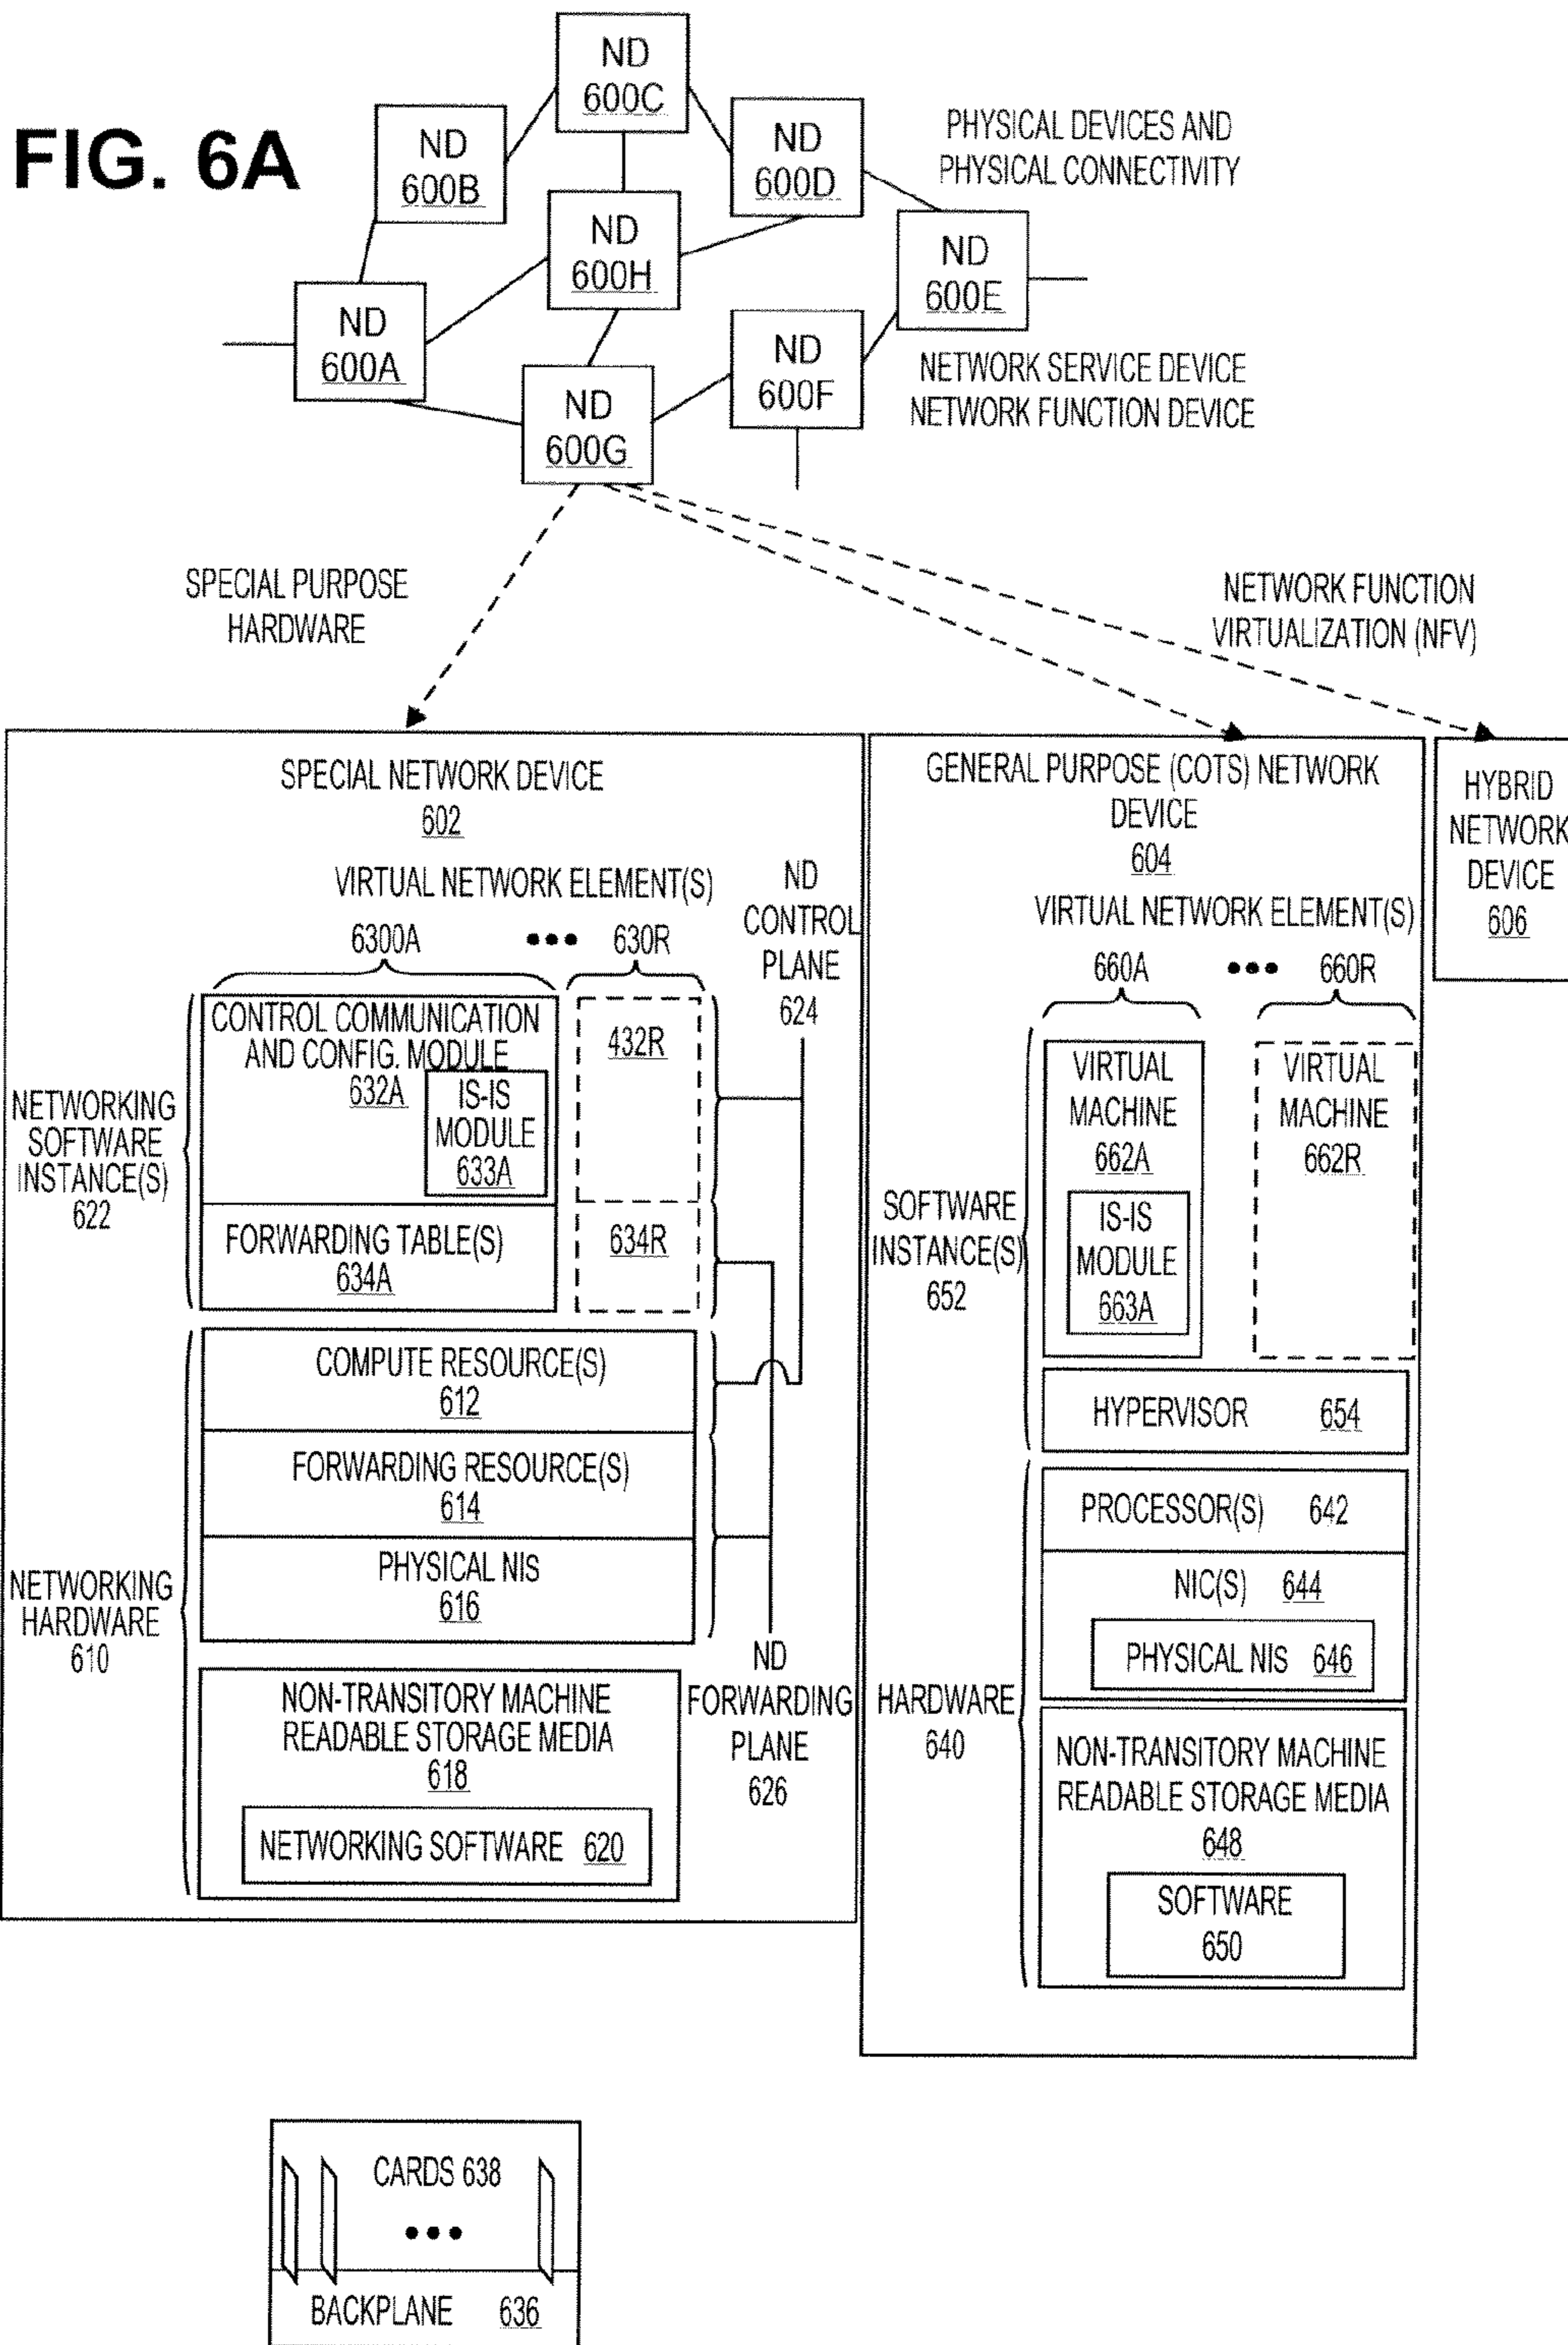 FIG. 6A
ND
600C
ND
600B
ND
600D
PHYSICAL DEVICES AND
PHYSICAL CONNECTIVITY
ND
600H
ND
600E
ND
600A
ND
600F
NETWORK SERVICE DEVICE
NETWORK FUNCTION DEVICE
ND
600G
SPECIAL PURPOSE
HARDWARE
NETWORK FUNCTION
VIRTUALIZATION (NFV)
SPECIAL NETWORK DEVICE
602
VIRTUAL NETWORK ELEMENT(S)
6300A
••• 630R
ND
CONTROL
PLANE
624
CONTROL COMMUNICATION
AND CONFIG. MODULE
632A
IS-IS
MODULE
633A
432R
NETWORKING
SOFTWARE
INSTANCE(S)
622
FORWARDING TABLE(S)
634A
634R
COMPUTE RESOURCE(S)
612
FORWARDING RESOURCE(S)
614
PHYSICAL NIS
616
NETWORKING
HARDWARE
610
ND
FORWARDING
PLANE
626
NON-TRANSITORY MACHINE
READABLE STORAGE MEDIA
618
NETWORKING SOFTWARE 620
GENERAL PURPOSE (COTS) NETWORK
DEVICE
604
VIRTUAL NETWORK ELEMENT(S)
660A ••• 660R
VIRTUAL
MACHINE
662A
IS-IS
MODULE
663A
VIRTUAL
MACHINE
662R
SOFTWARE
INSTANCE(S)
652
HYPERVISOR 654
PROCESSOR(S) 642
NIC(S) 644
PHYSICAL NIs 646
HARDWARE
640
NON-TRANSITORY MACHINE
READABLE STORAGE MEDIA
648
SOFTWARE
650
HYBRID
NETWORK
DEVICE
606
CARDS 638
•••
BACKPLANE 636